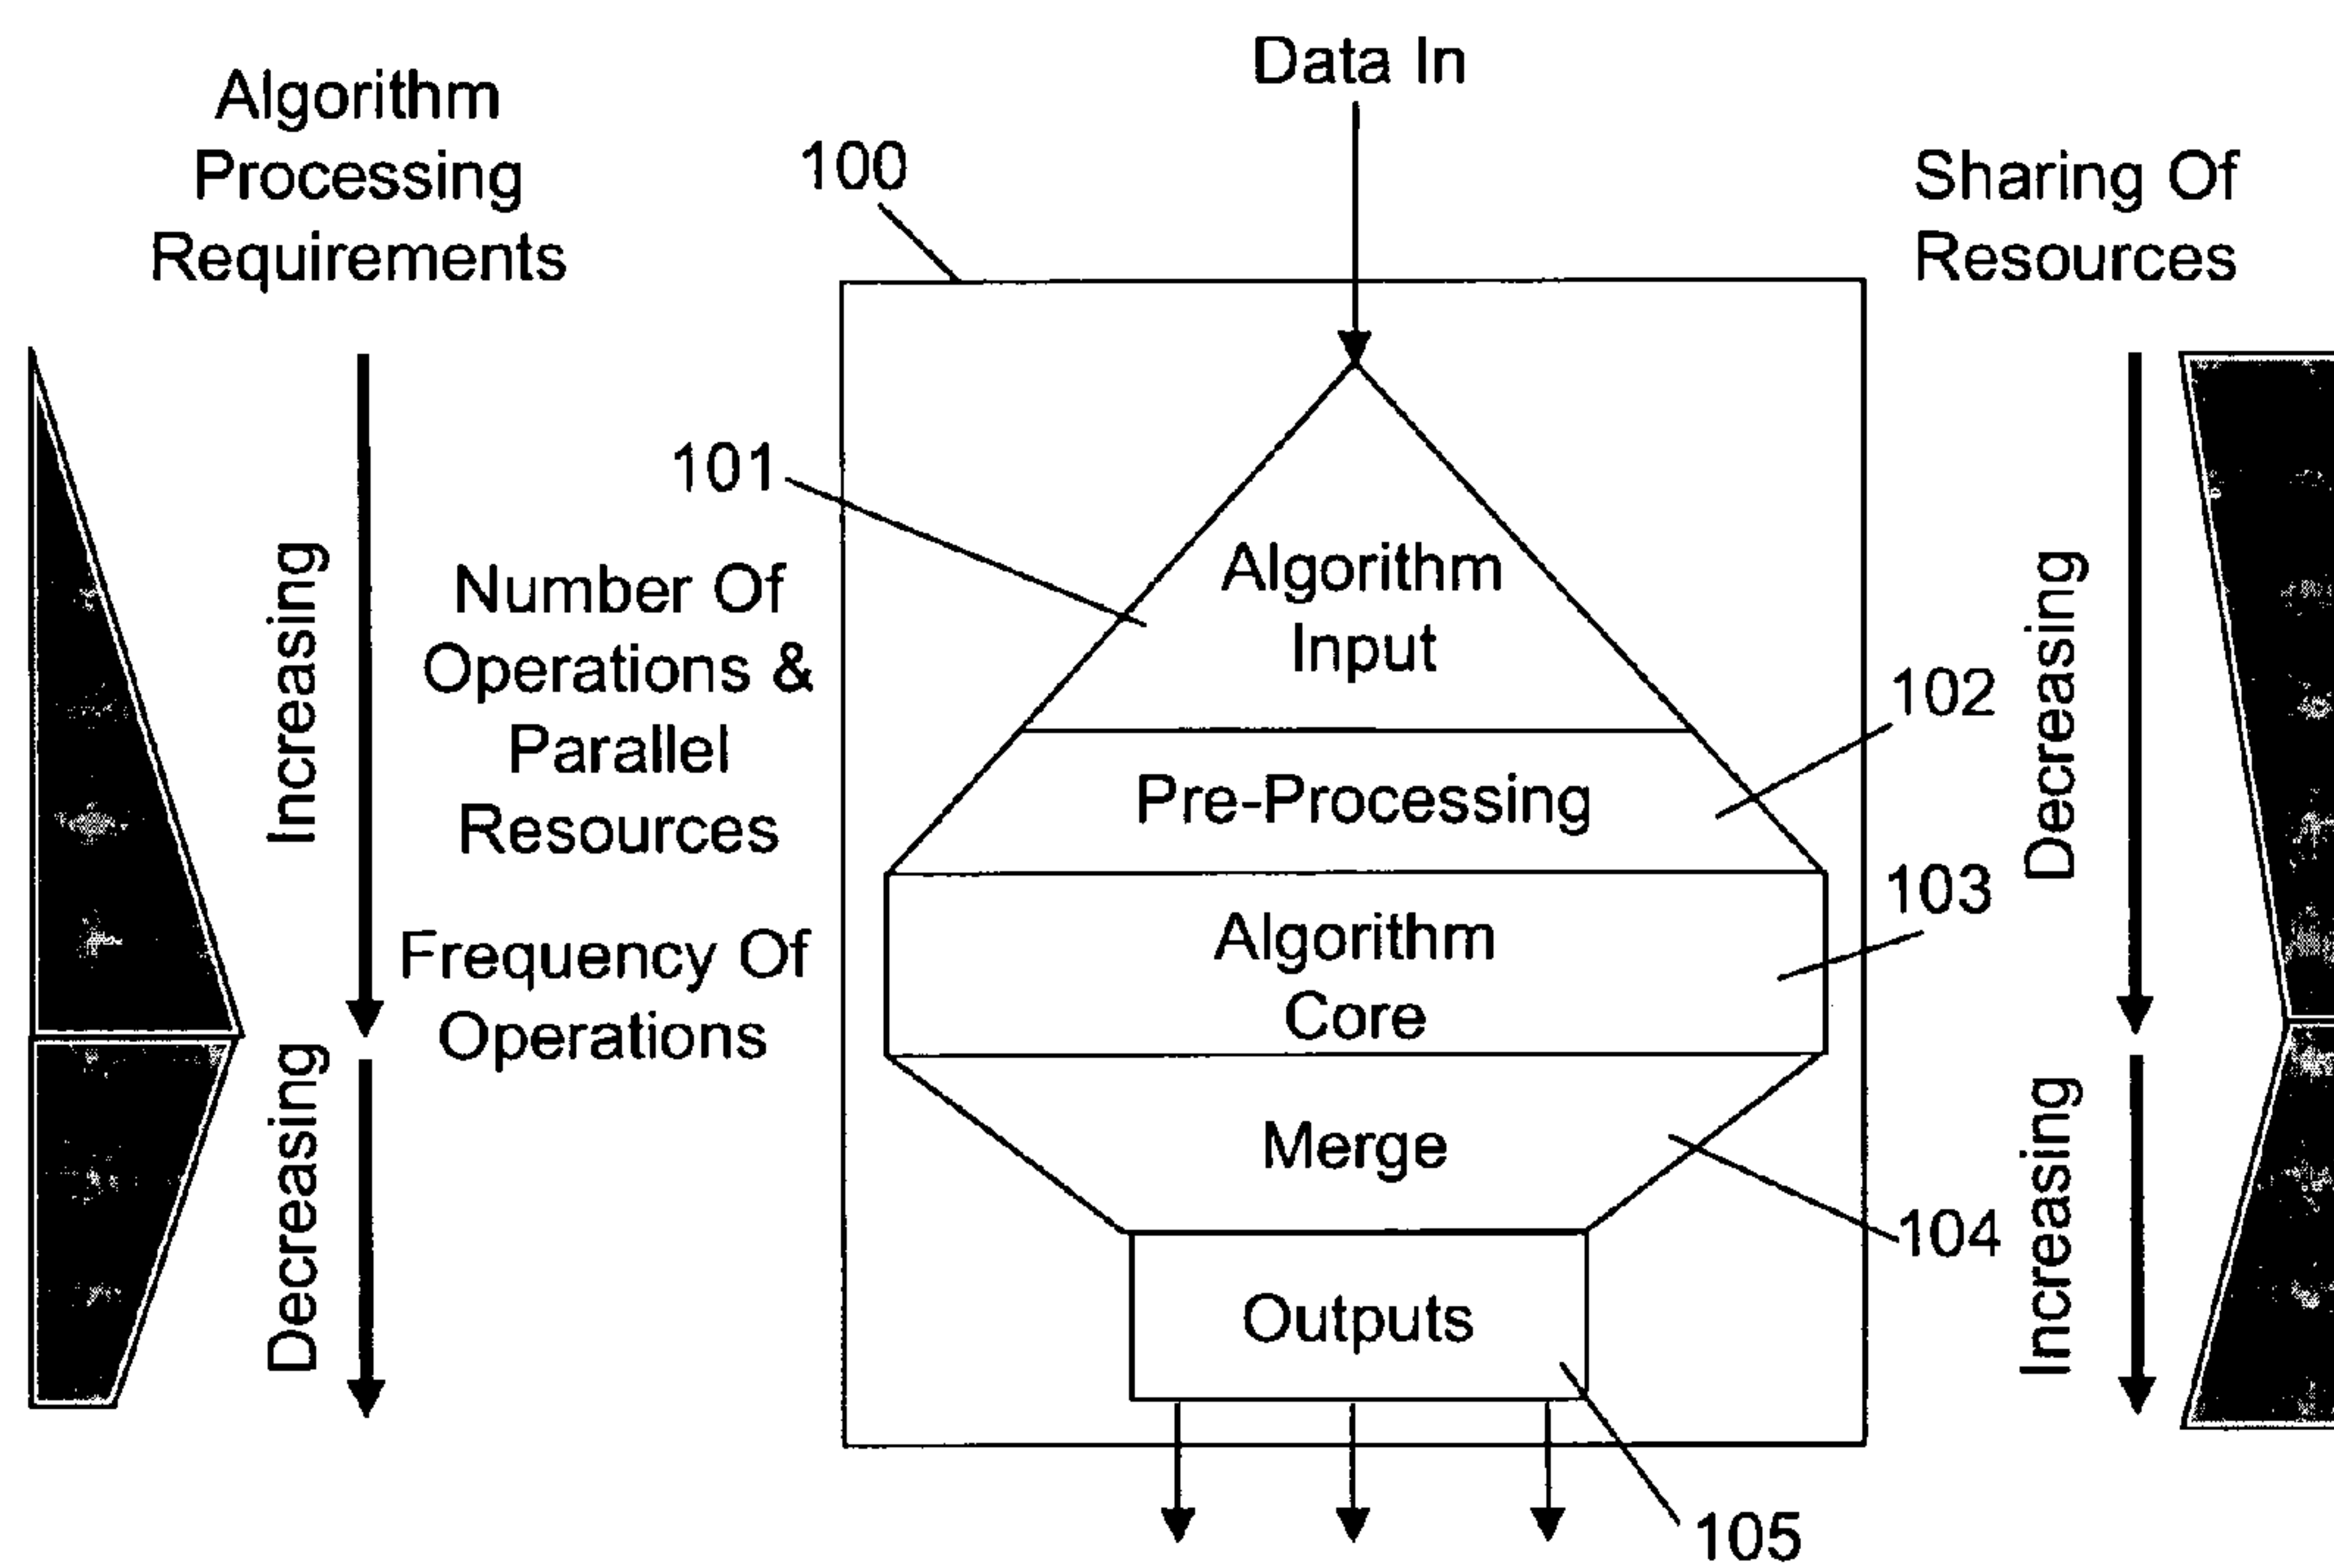 Algorithm
Processing
Requirements
Data In
Sharing Of
Resources
100
101
102
103
104
105
Increasing
Decreasing
Number Of
Operations &
Parallel
Resources
Frequency Of
Operations
Algorithm
Input
Pre-Processing
Algorithm
Core
Merge
Outputs
Decreasing
Increasing